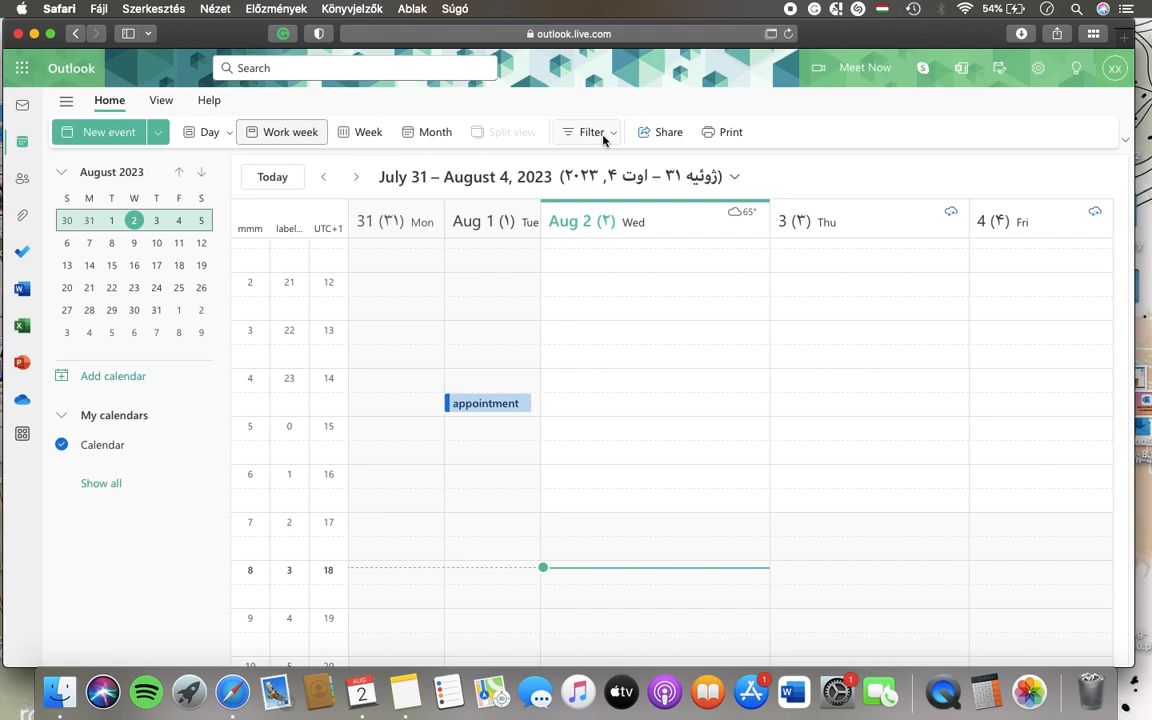 Safari Fájl Szerkesztés Nézet Előzmények Könyvjelzők Ablak Súgó 54%
outlook.live.com
Outlook Search Meet Now XX
Home View Help
New event Day Work week Week Month Split view Filter Share Print
August 2023
Today July 31 – August 4, 2023 (ژوئیه ۳۱ – اوت ۴, ۲۰۲۳)
S M T W T F S
30 31 1 2 3 4 5
6 7 8 9 10 11 12
13 14 15 16 17 18 19
20 21 22 23 24 25 26
27 28 29 30 31 1 2
3 4 5 6 7 8 9
Add calendar
My calendars
Calendar
Show all
mmm label... UTC+1
31 (۳۱) Mon Aug 1 (۱) Tue Aug 2 (۲) Wed 65° 3 (۳) Thu 4 (۴) Fri
2 21 12
3 22 13
4 23 14
appointment
5 0 15
6 1 16
7 2 17
8 3 18
9 4 19
10 5 20
AUG
2
1
1